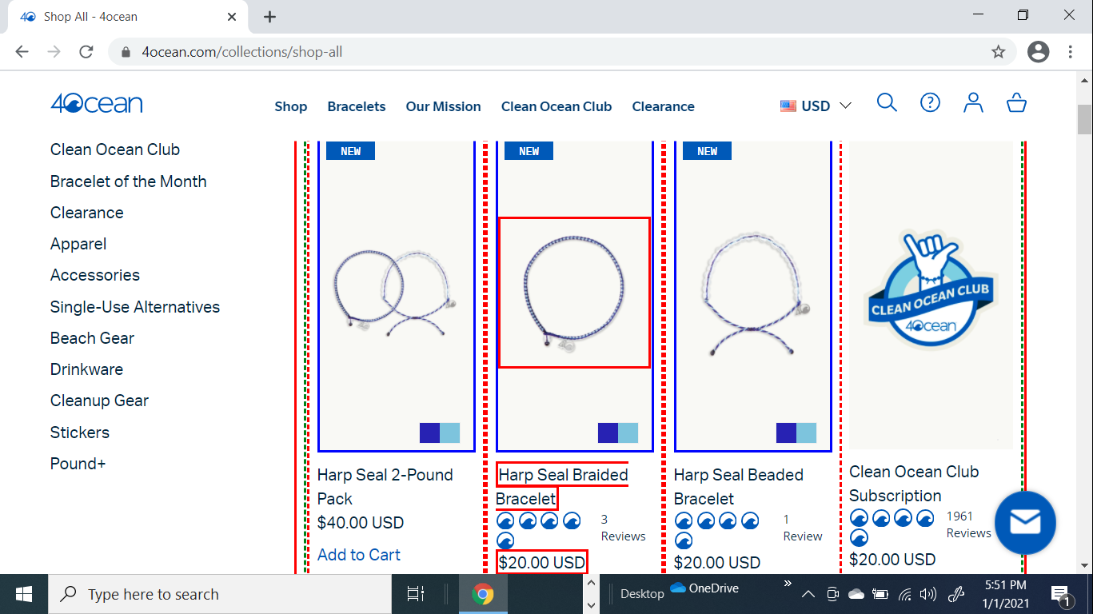 Shop All - 4ocean
4ocean.com/collections/shop-all
4Ocean
Shop
Bracelets
Our Mission
Clean Ocean Club
Clearance
USD
Clean Ocean Club
Bracelet of the Month
Clearance
Apparel
Accessories
Single-Use Alternatives
Beach Gear
Drinkware
Cleanup Gear
Stickers
Pound+
NEW
NEW
NEW
CLEAN OCEAN CLUB
4Ocean
Harp Seal 2-Pound
Pack
$40.00 USD
Add to Cart
Harp Seal Braided
Bracelet
3
Reviews
$20.00 USD
Harp Seal Beaded
Bracelet
1
Review
$20.00 USD
Clean Ocean Club
Subscription
1961
Reviews
$20.00 USD
Type here to search
Desktop
OneDrive
5:51 PM
1/1/2021
1